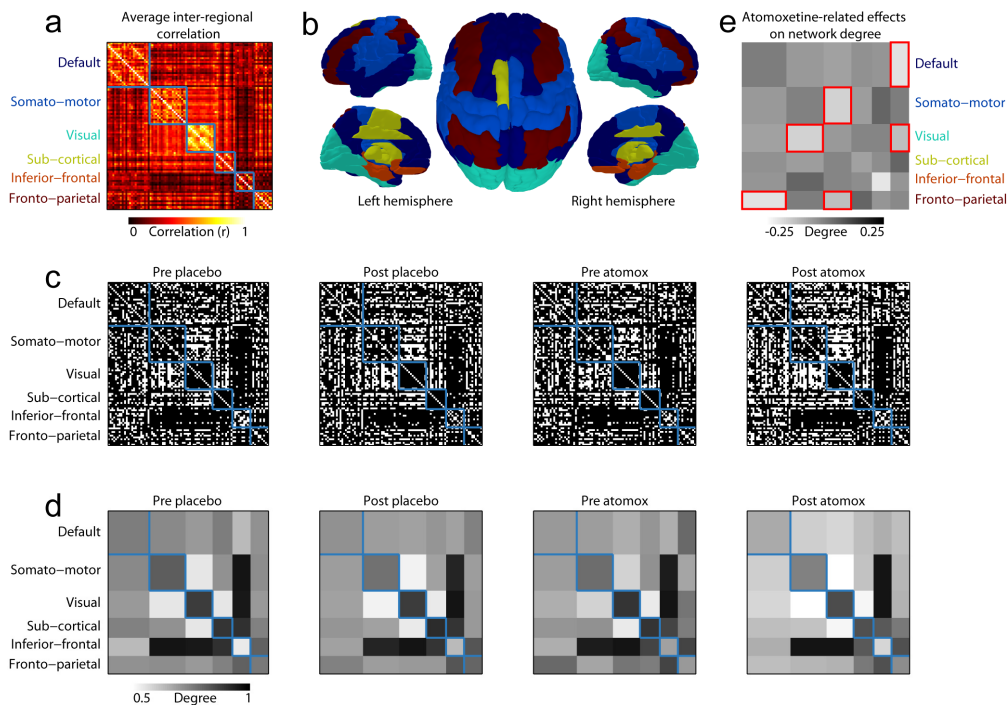 a
Average inter-regional
correlation
Default
Somato−motor
Visual
Sub−cortical
Inferior−frontal
Fronto−parietal
0 Correlation (r) 1
b
Left hemisphere
Right hemisphere
e
Atomoxetine-related effects
on network degree
Default
Somato−motor
Visual
Sub−cortical
Inferior−frontal
Fronto−parietal
-0.25 Degree 0.25
c
Pre placebo
Post placebo
Pre atomox
Post atomox
Default
Somato−motor
Visual
Sub−cortical
Inferior−frontal
Fronto−parietal
d
Pre placebo
Post placebo
Pre atomox
Post atomox
Default
Somato−motor
Visual
Sub−cortical
Inferior−frontal
Fronto−parietal
0.5 Degree 1